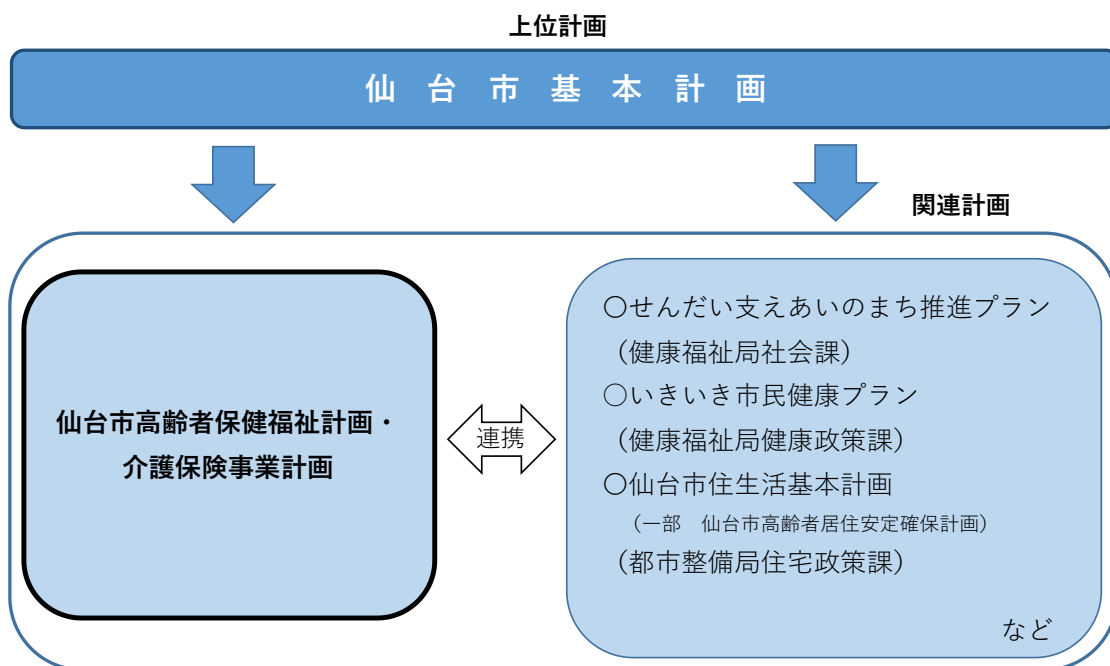 上位計画
仙台市基本計画
関連計画
仙台市高齢者保健福祉計画・
介護保険事業計画
連携
〇せんだい支えあいのまち推進プラン
（健康福祉局社会課）
〇いきいき市民健康プラン
（健康福祉局健康政策課）
〇仙台市住生活基本計画
（一部　仙台市高齢者居住安定確保計画）
（都市整備局住宅政策課）
など